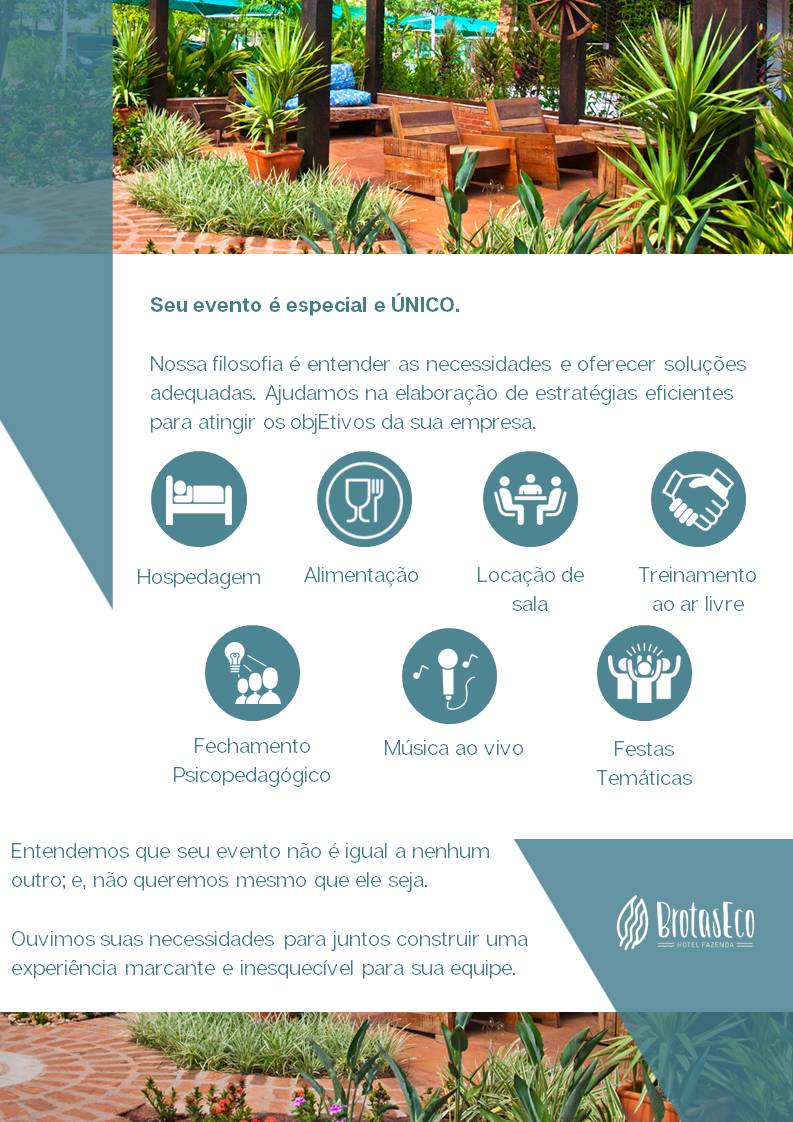 Seu evento é especial e ÚNICO.
Nossa filosofia é entender as necessidades e oferecer soluções
adequadas. Ajudamos na elaboração de estratégias eficientes
para atingir os objEtivos da sua empresa.
Hospedagem
Alimentação
Locação de
sala
Treinamento
ao ar livre
Fechamento
Psicopedagógico
Música ao vivo
Festas
Temáticas
Entendemos que seu evento não é igual a nenhum
outro; e, não queremos mesmo que ele seja.
Ouvimos suas necessidades para juntos construir uma
experiência marcante e inesquecível para sua equipe.
BrotasEco
HOTEL FAZENDA